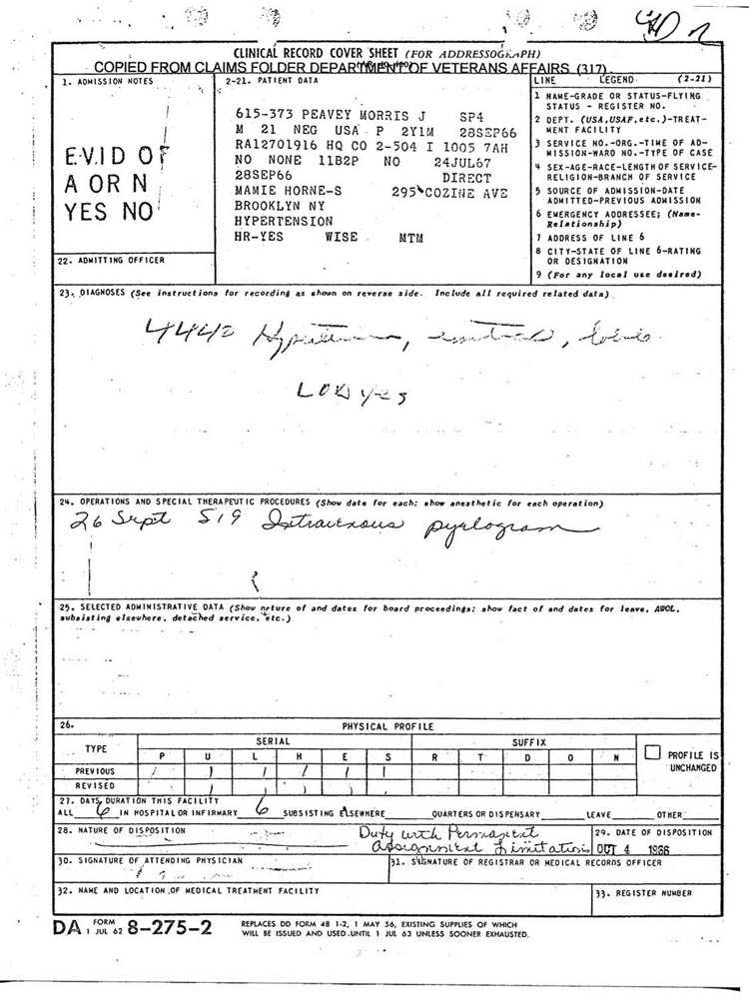 CLINICAL RECORD COVER SHEET (FOR ADDRESSOGRAPH)
COPIED FROM CLAIMS FOLDER DEPARTMENT OF VETERANS AFFAIRS (317)
1. ADMISSION NOTES
E.V.ID OF
A OR N
YES NO
22. ADMITTING OFFICER
2-21. PATIENT DATA
615-373 PEAVEY MORRIS J SP4
M 21 NEG USA P 2Y1M 28SEP66
RA12701916 HQ CO 2-504 I 1005 7AH
NO NONE 11B2P NO 24JUL67
28SEP66 DIRECT
MAMIE HORNE-S 295 COZINE AVE
BROOKLYN NY
HYPERTENSION
HR-YES WISE MTM
LINE LEGEND (2-21)
1 NAME-GRADE OR STATUS-FLYING
STATUS - REGISTER NO.
2 DEPT. (USA,USAF,etc.)-TREAT-
MENT FACILITY
3 SERVICE NO.-ORG.-TIME OF AD-
MISSION-WARD NO.-TYPE OF CASE
4 SEX-AGE-RACE-LENGTH OF SERVICE-
RELIGION-BRANCH OF SERVICE
5 SOURCE OF ADMISSION-DATE
ADMITTED-PREVIOUS ADMISSION
6 EMERGENCY ADDRESSEE; (Name-
Relationship)
7 ADDRESS OF LINE 6
8 CITY-STATE OF LINE 6-RATING
OR DESIGNATION
9 (For any local use desired)
23. DIAGNOSES (See instructions for recording as shown on reverse side. Include all required related data)
LOD yes
24. OPERATIONS AND SPECIAL THERAPEUTIC PROCEDURES (Show date for each; show anesthetic for each operation)
26 Sept 519 Intravenous pyelogram
25. SELECTED ADMINISTRATIVE DATA (Show nature of and dates for board proceedings; show fact of and dates for leave, AWOL,
subsisting elsewhere, detached service, etc.)
26. PHYSICAL PROFILE
TYPE SERIAL SUFFIX
P U L H E S R T D O N
PROFILE IS
UNCHANGED
PREVIOUS 1 1 1 1 1 1
REVISED
27. DAYS DURATION THIS FACILITY
ALL 6 IN HOSPITAL OR INFIRMARY 6 SUBSISTING ELSEWHERE QUARTERS OR DISPENSARY LEAVE OTHER
28. NATURE OF DISPOSITION Duty with Permanent
Assignment Limitations
29. DATE OF DISPOSITION
OCT 4 1966
30. SIGNATURE OF ATTENDING PHYSICIAN
31. SIGNATURE OF REGISTRAR OR MEDICAL RECORDS OFFICER
32. NAME AND LOCATION OF MEDICAL TREATMENT FACILITY
33. REGISTER NUMBER
DA FORM 1 JUL 62 8-275-2
REPLACES DD FORM 48 1-2, 1 MAY 56, EXISTING SUPPLIES OF WHICH
WILL BE ISSUED AND USED UNTIL 1 JUL 63 UNLESS SOONER EXHAUSTED.